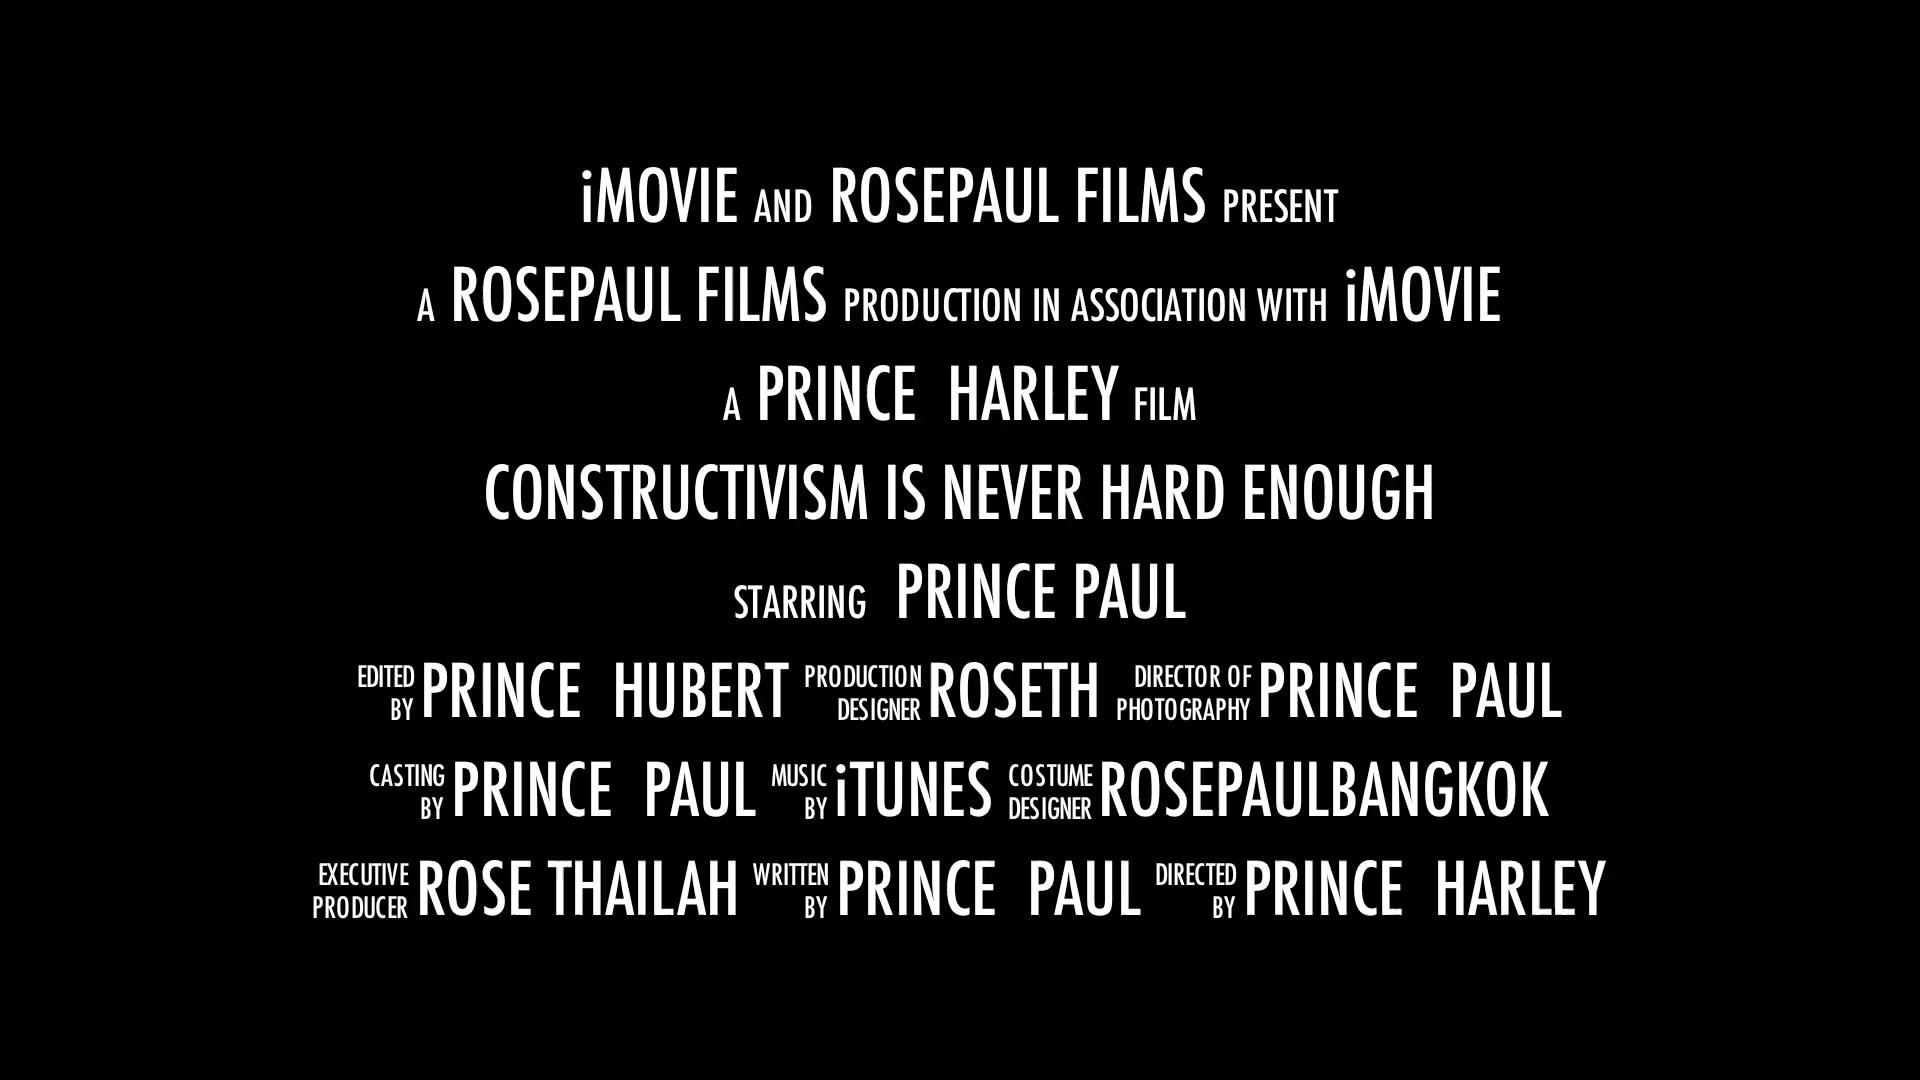 iMOVIE AND ROSEPAUL FILMS PRESENT
A ROSEPAUL FILMS PRODUCTION IN ASSOCIATION WITH iMOVIE
A PRINCE HARLEY FILM
CONSTRUCTIVISM IS NEVER HARD ENOUGH
STARRING PRINCE PAUL
EDITED BY PRINCE HUBERT PRODUCTION DESIGNER ROSETH DIRECTOR OF PHOTOGRAPHY PRINCE PAUL
CASTING BY PRINCE PAUL MUSIC BY iTUNES COSTUME DESIGNER ROSEPAULBANGKOK
EXECUTIVE PRODUCER ROSE THAILAH WRITTEN BY PRINCE PAUL DIRECTED BY PRINCE HARLEY